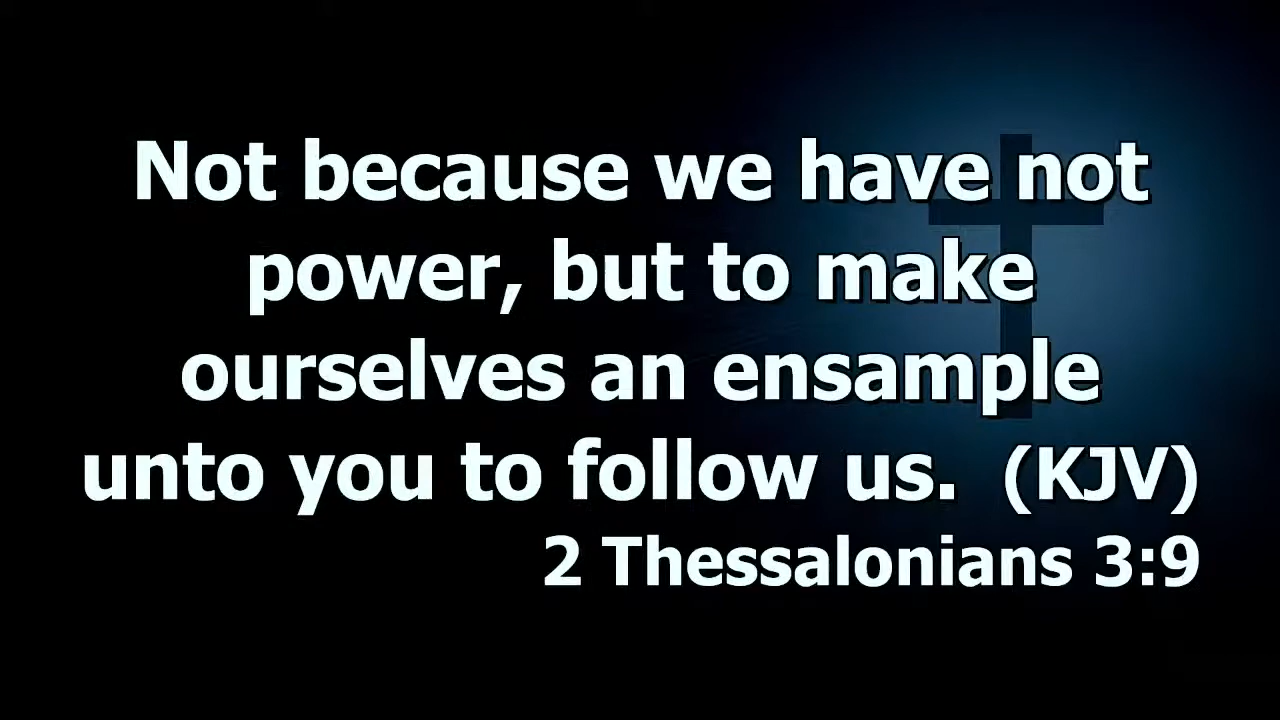 Not because we have not
power, but to make
ourselves an ensample
unto you to follow us.  (KJV)
2 Thessalonians 3:9